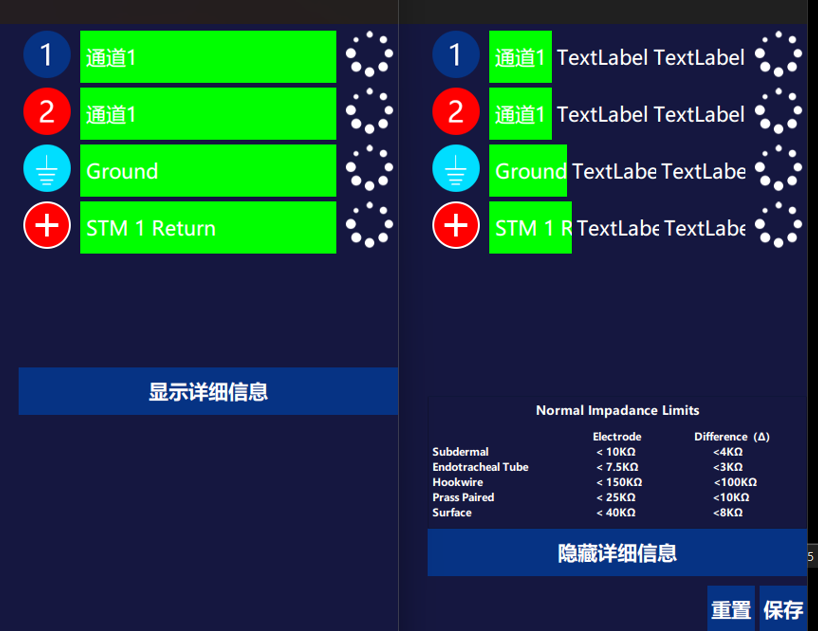 1 通道1
2 通道1
Ground
STM 1 Return
显示详细信息
1 通道1 TextLabel TextLabel
2 通道1 TextLabel TextLabel
Ground TextLabe TextLabe
STM 1 R TextLabe TextLabe
Normal Impadance Limits
Electrode Difference (Δ)
Subdermal < 10KΩ <4KΩ
Endotracheal Tube < 7.5KΩ <3KΩ
Hookwire < 150KΩ <100KΩ
Prass Paired < 25KΩ <10KΩ
Surface < 40KΩ <8KΩ
隐藏详细信息
5
重置 保存